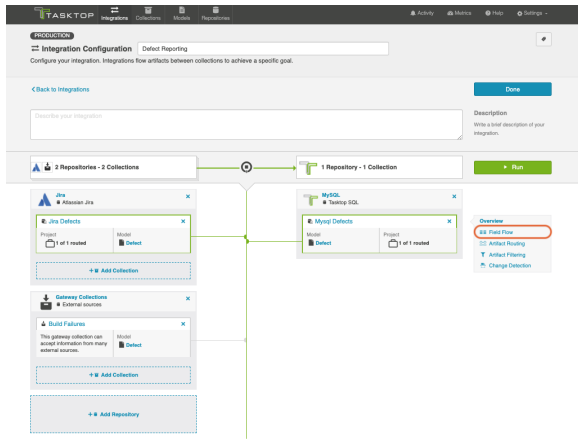 TASKTOP
Integrations
Collections
Models
Repositories
Activity
Metrics
Help
Settings
PRODUCTION
Integration Configuration
Defect Reporting
Configure your integration. Integrations flow artifacts between collections to achieve a specific goal.
Back to Integrations
Done
Describe your integration
Description
Write a brief description of your
integration.
2 Repositories - 2 Collections
1 Repository - 1 Collection
Run
Jira
Atlassian Jira
Jira Defects
Project
1 of 1 routed
Model
Defect
+ Add Collection
MySQL
Tasktop SQL
Mysql Defects
Model
Defect
Project
1 of 1 routed
Overview
Field Flow
Artifact Routing
Artifact Filtering
Change Detection
Gateway Collections
External sources
Build Failures
This gateway collection can
accept information from many
external sources.
Model
Defect
+ Add Collection
+ Add Repository